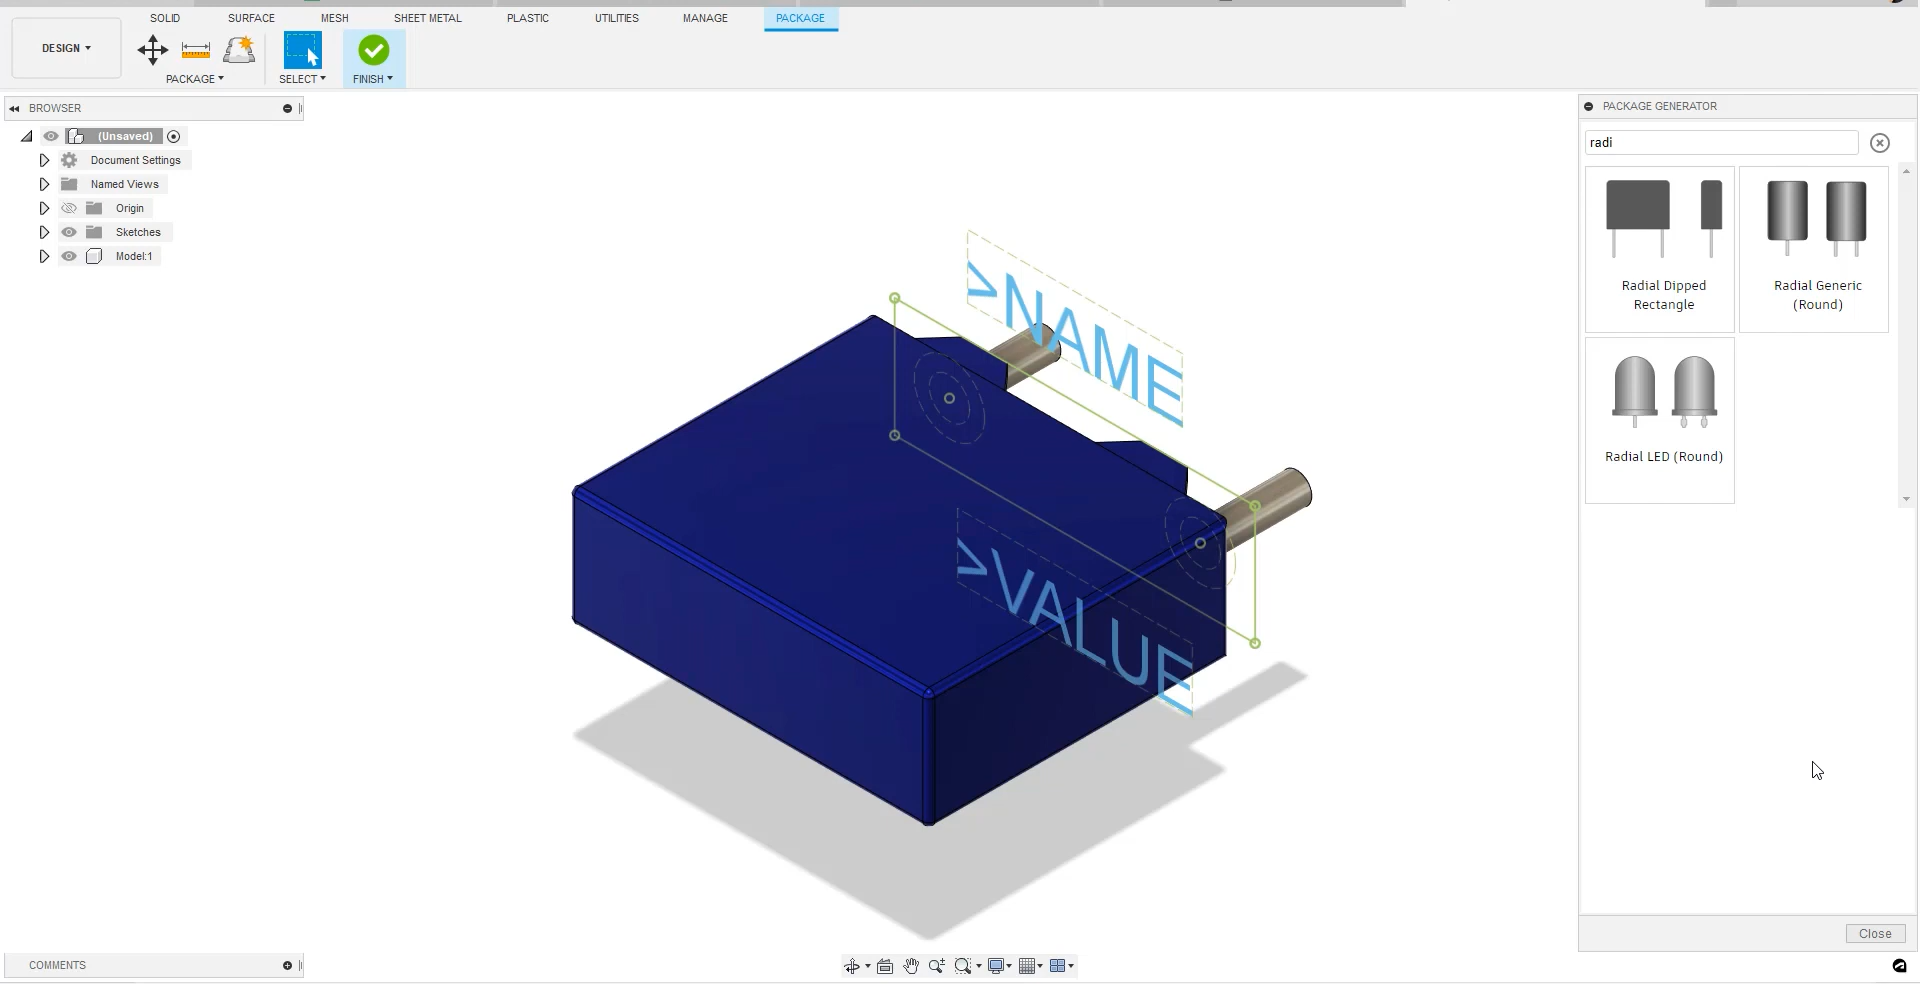 SOLID SURFACE MESH SHEET METAL PLASTIC UTILITIES MANAGE PACKAGE
DESIGN
PACKAGE SELECT FINISH
BROWSER
(Unsaved)
Document Settings
Named Views
Origin
Sketches
Model:1
>NAME
>VALUE
PACKAGE GENERATOR
radi
Radial Dipped
Rectangle
Radial Generic
(Round)
Radial LED (Round)
Close
COMMENTS